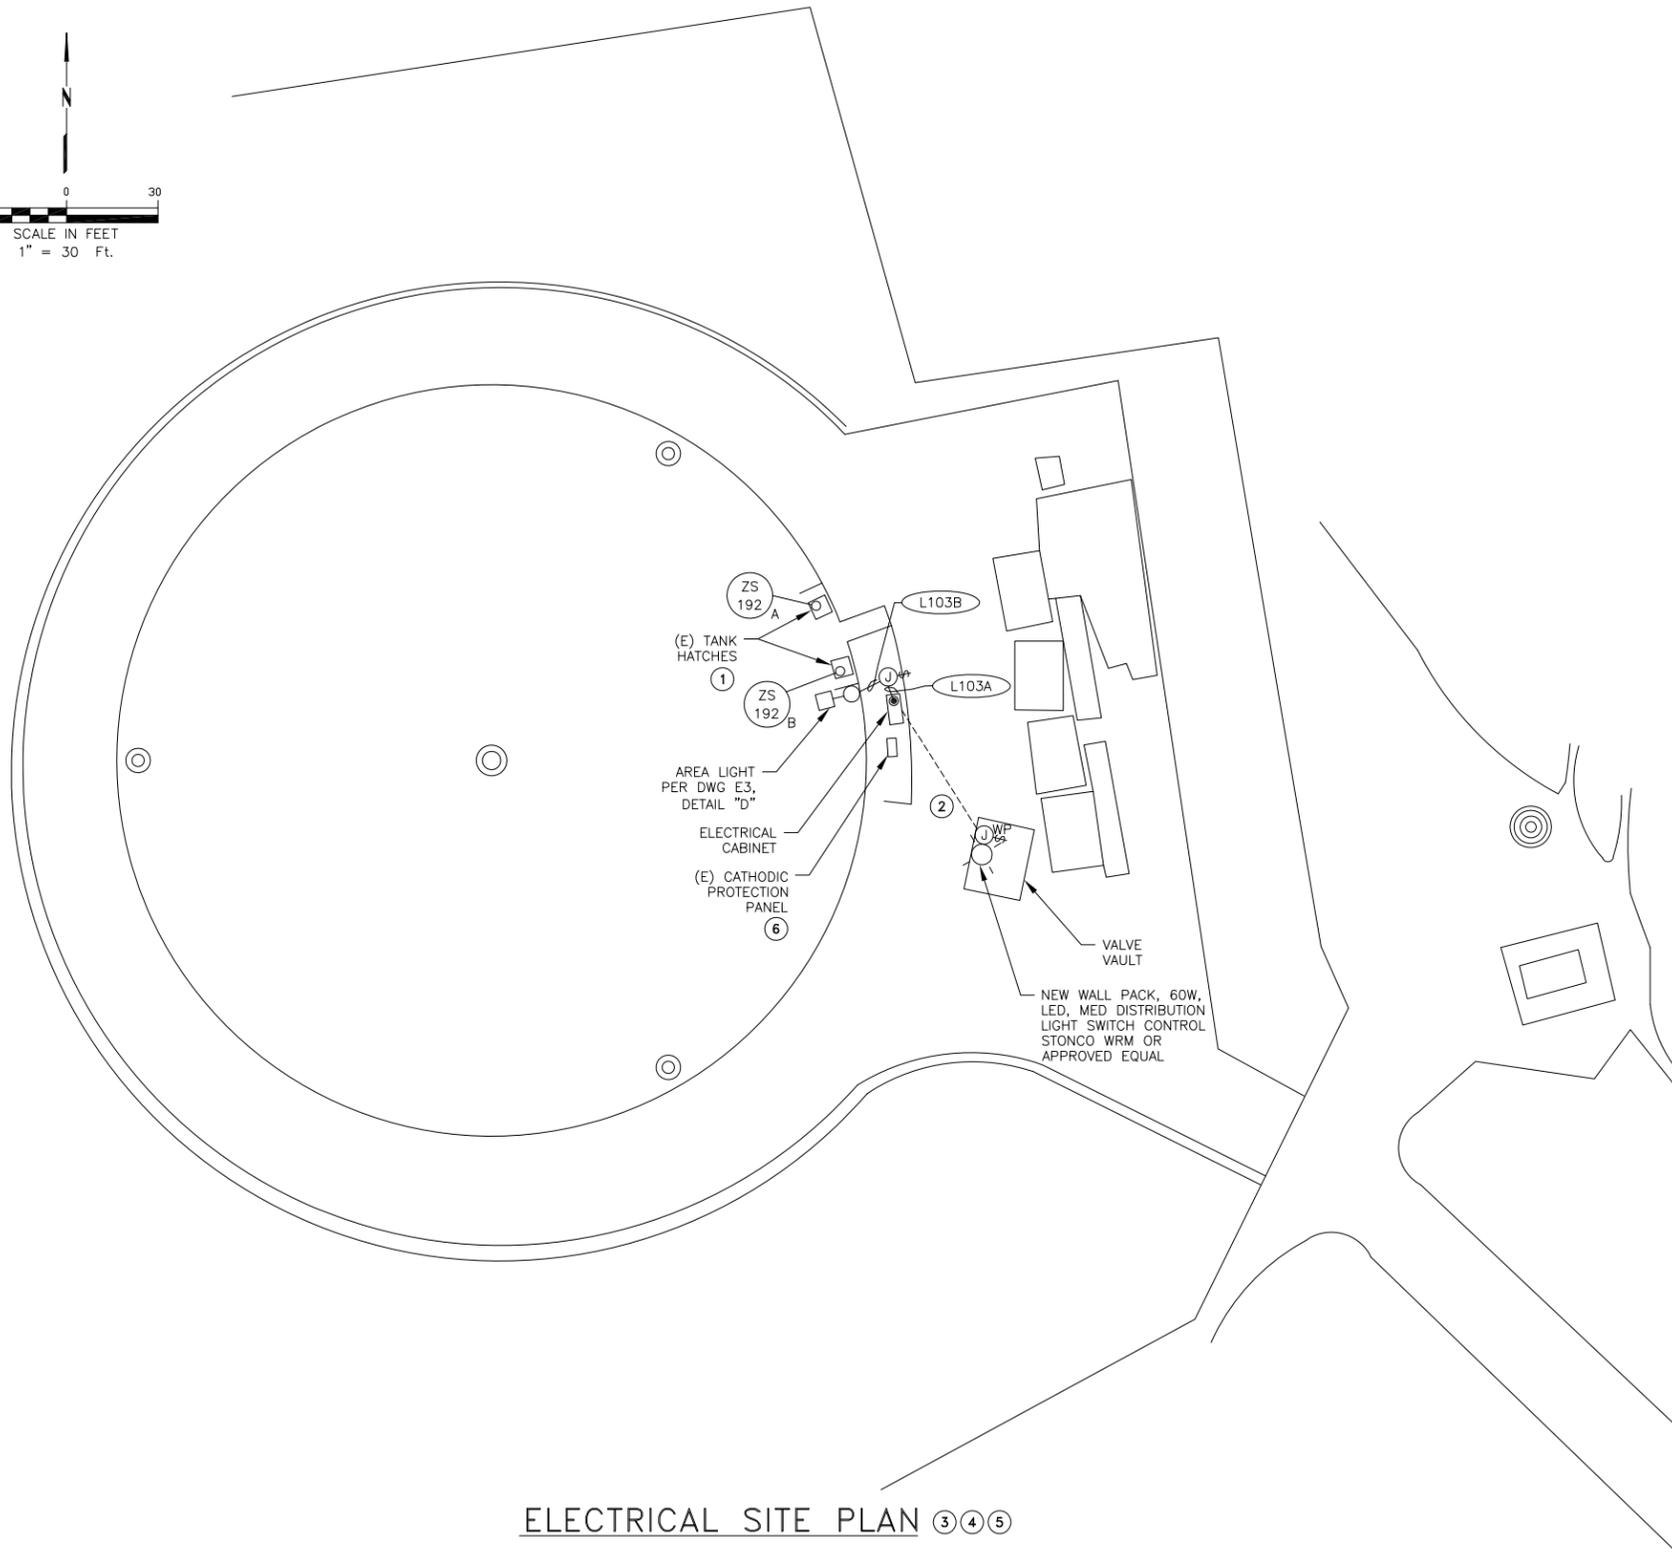 N
0 30
SCALE IN FEET
1" = 30 Ft.
ZS
192
A
L103B
(E) TANK
HATCHES
1
J
L103A
ZS
192
B
AREA LIGHT
PER DWG E3,
DETAIL "D"
2
ELECTRICAL
CABINET
J
WP
(E) CATHODIC
PROTECTION
PANEL
6
VALVE
VAULT
NEW WALL PACK, 60W,
LED, MED DISTRIBUTION
LIGHT SWITCH CONTROL
STONCO WRM OR
APPROVED EQUAL
ELECTRICAL SITE PLAN 3 4 5